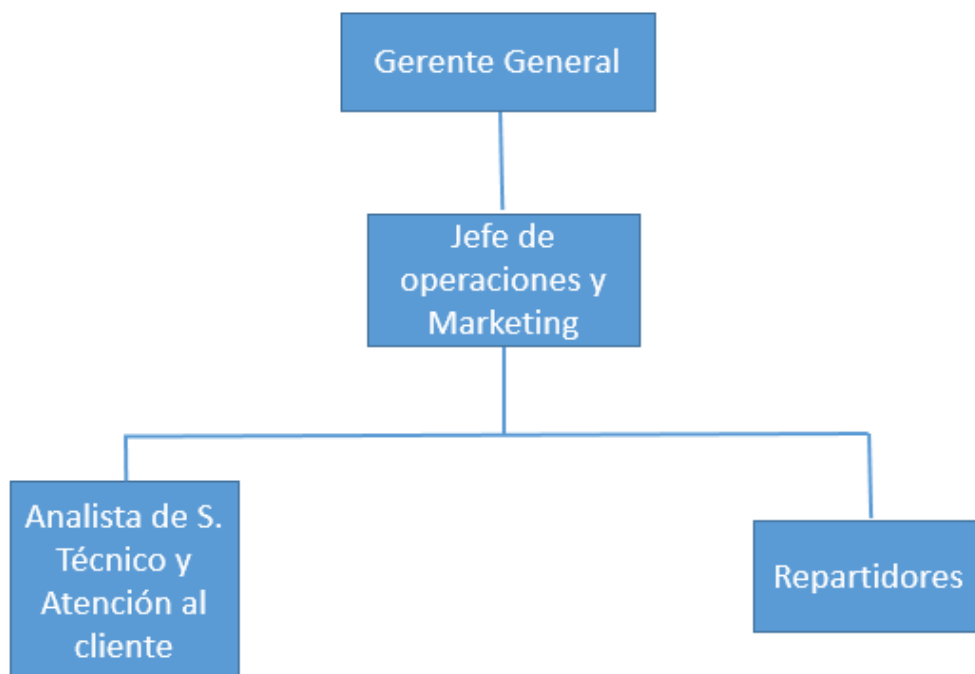 Gerente General
Jefe de
operaciones y
Marketing
Analista de S.
Técnico y
Atención al
cliente
Repartidores